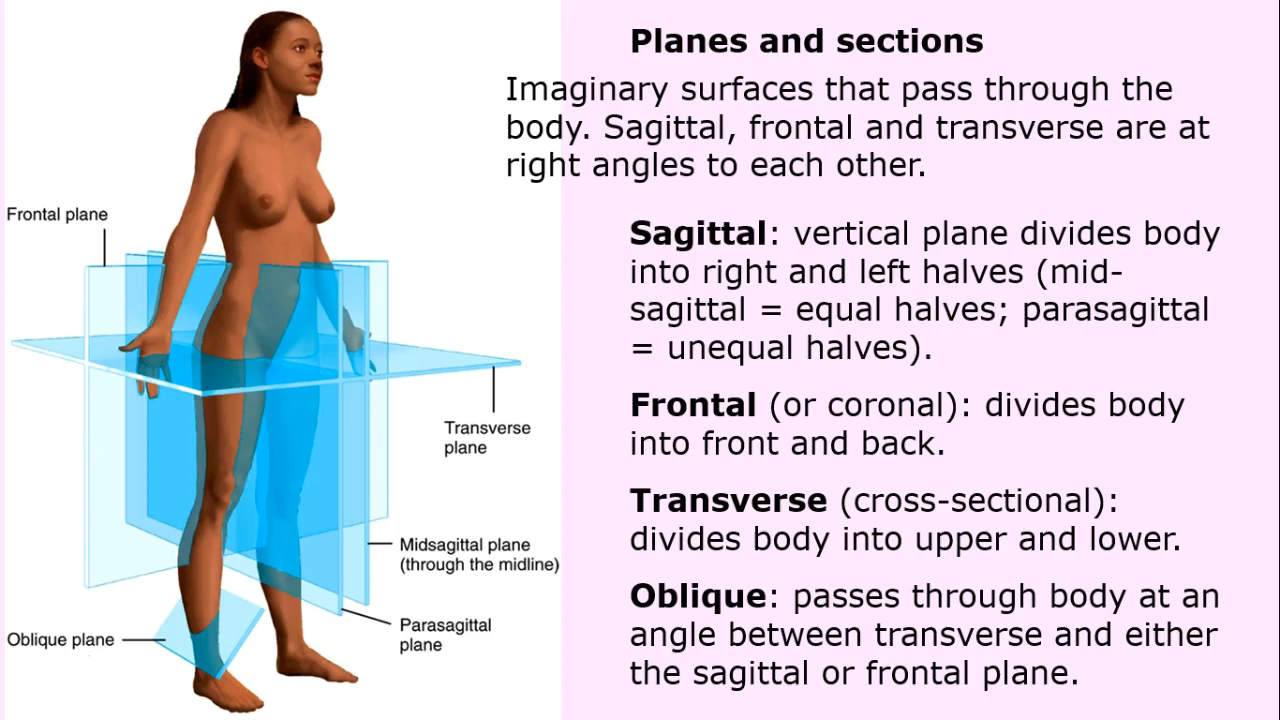 Planes and sections
Imaginary surfaces that pass through the
body. Sagittal, frontal and transverse are at
right angles to each other.
Sagittal: vertical plane divides body
into right and left halves (mid-
sagittal = equal halves; parasagittal
= unequal halves).
Frontal (or coronal): divides body
into front and back.
Transverse (cross-sectional):
divides body into upper and lower.
Oblique: passes through body at an
angle between transverse and either
the sagittal or frontal plane.
Frontal plane
Transverse
plane
Midsagittal plane
(through the midline)
Parasagittal
plane
Oblique plane